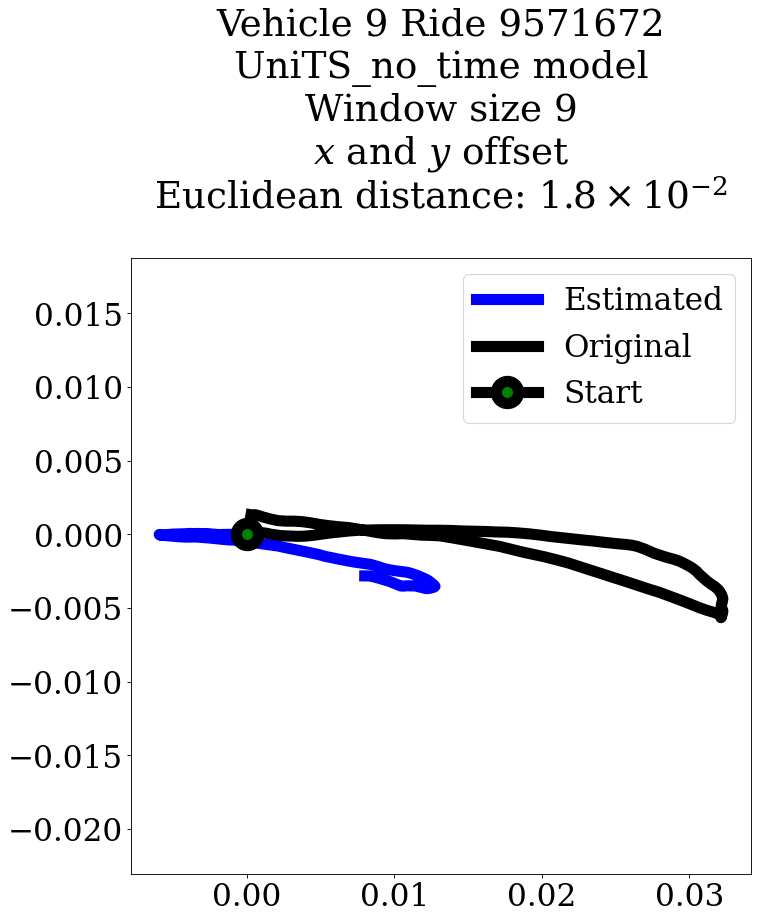 Vehicle 9 Ride 9571672
UniTS_no_time model
Window size 9
x and y offset
Euclidean distance: 1.8 × 10⁻²
Estimated
Original
Start
0.015
0.010
0.005
0.000
−0.005
−0.010
−0.015
−0.020
0.00 0.01 0.02 0.03